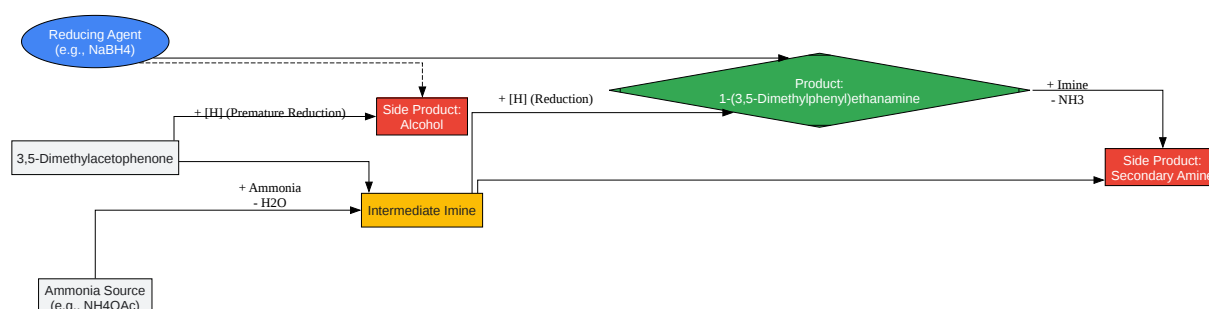 Reducing Agent
(e.g., NaBH4)
+ [H] (Premature Reduction)
Side Product:
Alcohol
+ [H] (Reduction)
Product:
1-(3,5-Dimethylphenyl)ethanamine
+ Imine
- NH3
3,5-Dimethylacetophenone
Side Product:
Secondary Amine
+ Ammonia
- H2O
Intermediate Imine
Ammonia Source
(e.g., NH4OAc)